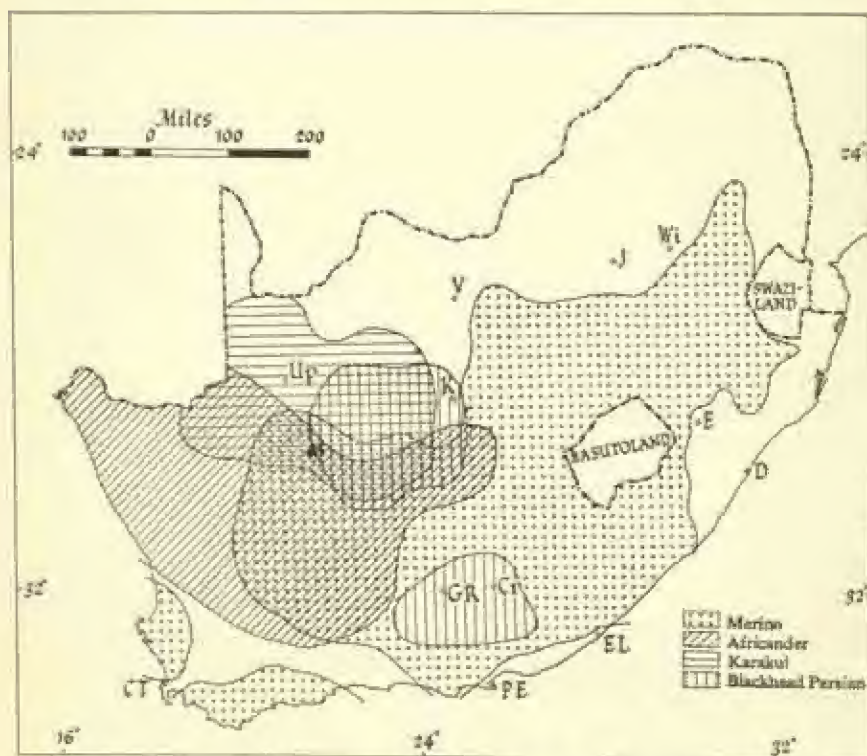 Miles
100 0 100 200
24° 24°
Wi
J
V
SWAZI-
LAND
Up
K
E
BASUTOLAND
D
32° 32°
GR Cr
Merino
EL
Africander
Karakul
CT PE
Blackhead Persian
16° 24° 32°